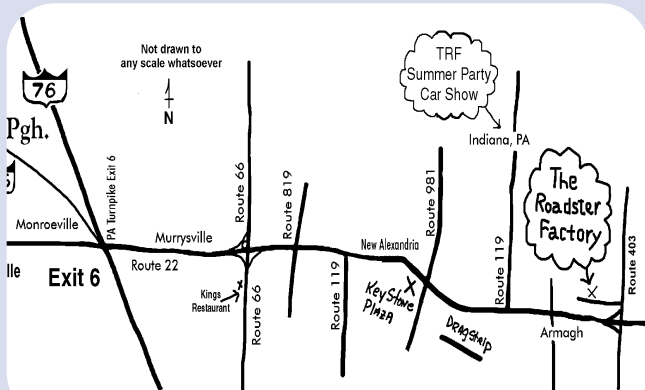 Not drawn to
any scale whatsoever
N
76
Pgh.
TRF
Summer Party
Car Show
Indiana, PA
The
Roadster
Factory
PA Turnpike Exit 6
Route 66
Route 819
Route 981
Monroeville
Murrysville
New Alexandria
Route 22
Exit 6
lle
Kings
Restaurant
Route 66
Route 119
KeyStone
Plaza
Dragstrip
Route 119
Armagh
Route 403